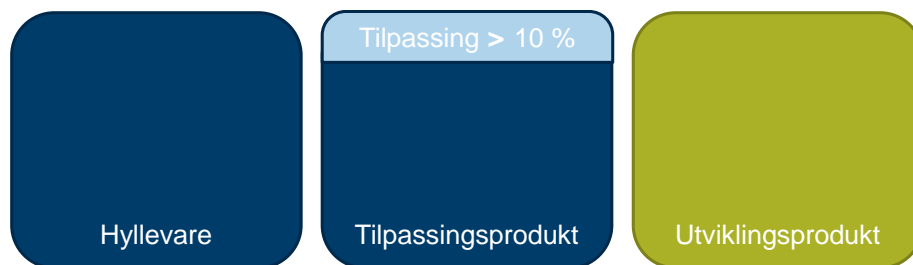 Tilpassing > 10 %
Hyllevare
Tilpassingsprodukt
Utviklingsprodukt